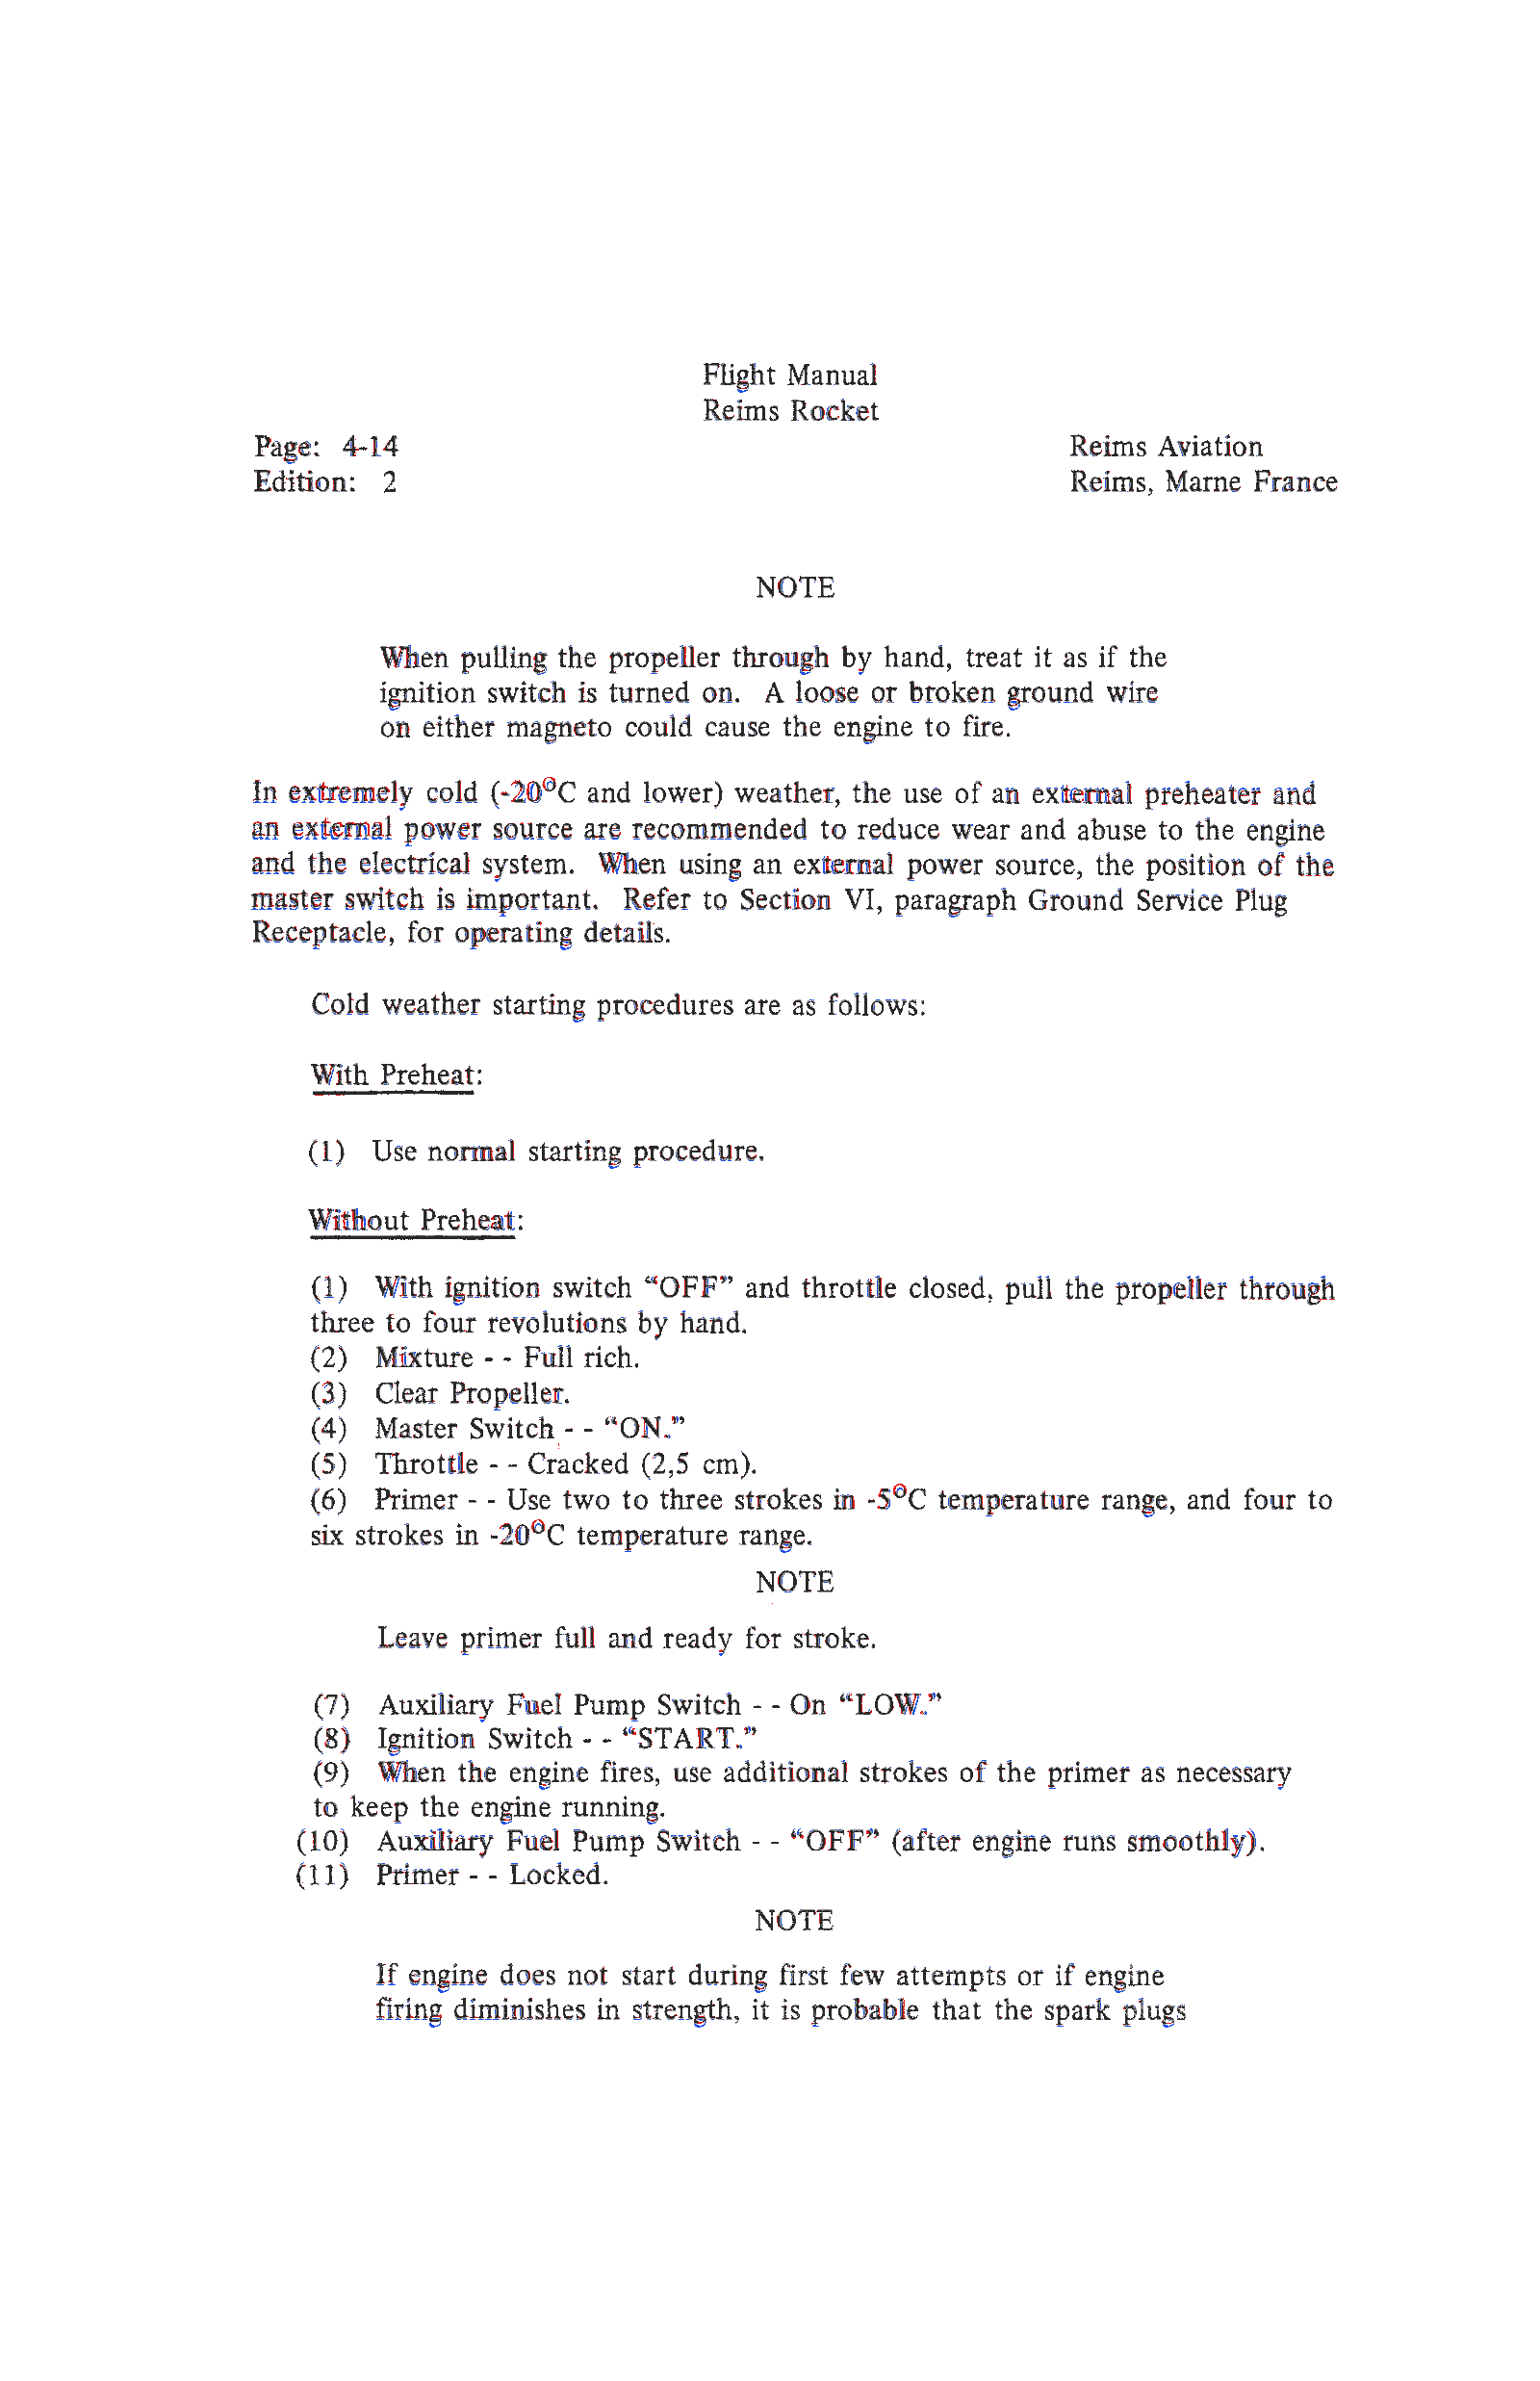 Flight Manual
Reims Rocket
Page: 4-14 Reims Aviation
Edition: 2 Reims, Marne France
NOTE
When pulling the propeller through by hand, treat it as if the
ignition switch is turned on. A loose or broken ground wire
on either magneto could cause the engine to fire.
In extremely cold (-20°C and lower) weather, the use of an external preheater and
an external power source are recommended to reduce wear and abuse to the engine
and the electrical system. When using an external power source, the position of the
master switch is important. Refer to Section VI, paragraph Ground Service Plug
Receptacle, for operating details.
Cold weather starting procedures are as follows:
With Preheat:
(1) Use normal starting procedure.
Without Preheat:
(1) With ignition switch “OFF” and throttle closed, pull the propeller through
three to four revolutions by hand.
(2) Mixture - - Full rich.
(3) Clear Propeller.
(4) Master Switch - - “ON.”
(5) Throttle - - Cracked (2,5 cm).
(6) Primer - - Use two to three strokes in -5°C temperature range, and four to
six strokes in -20°C temperature range.
NOTE
Leave primer full and ready for stroke.
(7) Auxiliary Fuel Pump Switch - - On “LOW.”
(8) Ignition Switch - - “START.”
(9) When the engine fires, use additional strokes of the primer as necessary
to keep the engine running.
(10) Auxiliary Fuel Pump Switch - - “OFF” (after engine runs smoothly).
(11) Primer - - Locked.
NOTE
If engine does not start during first few attempts or if engine
firing diminishes in strength, it is probable that the spark plugs